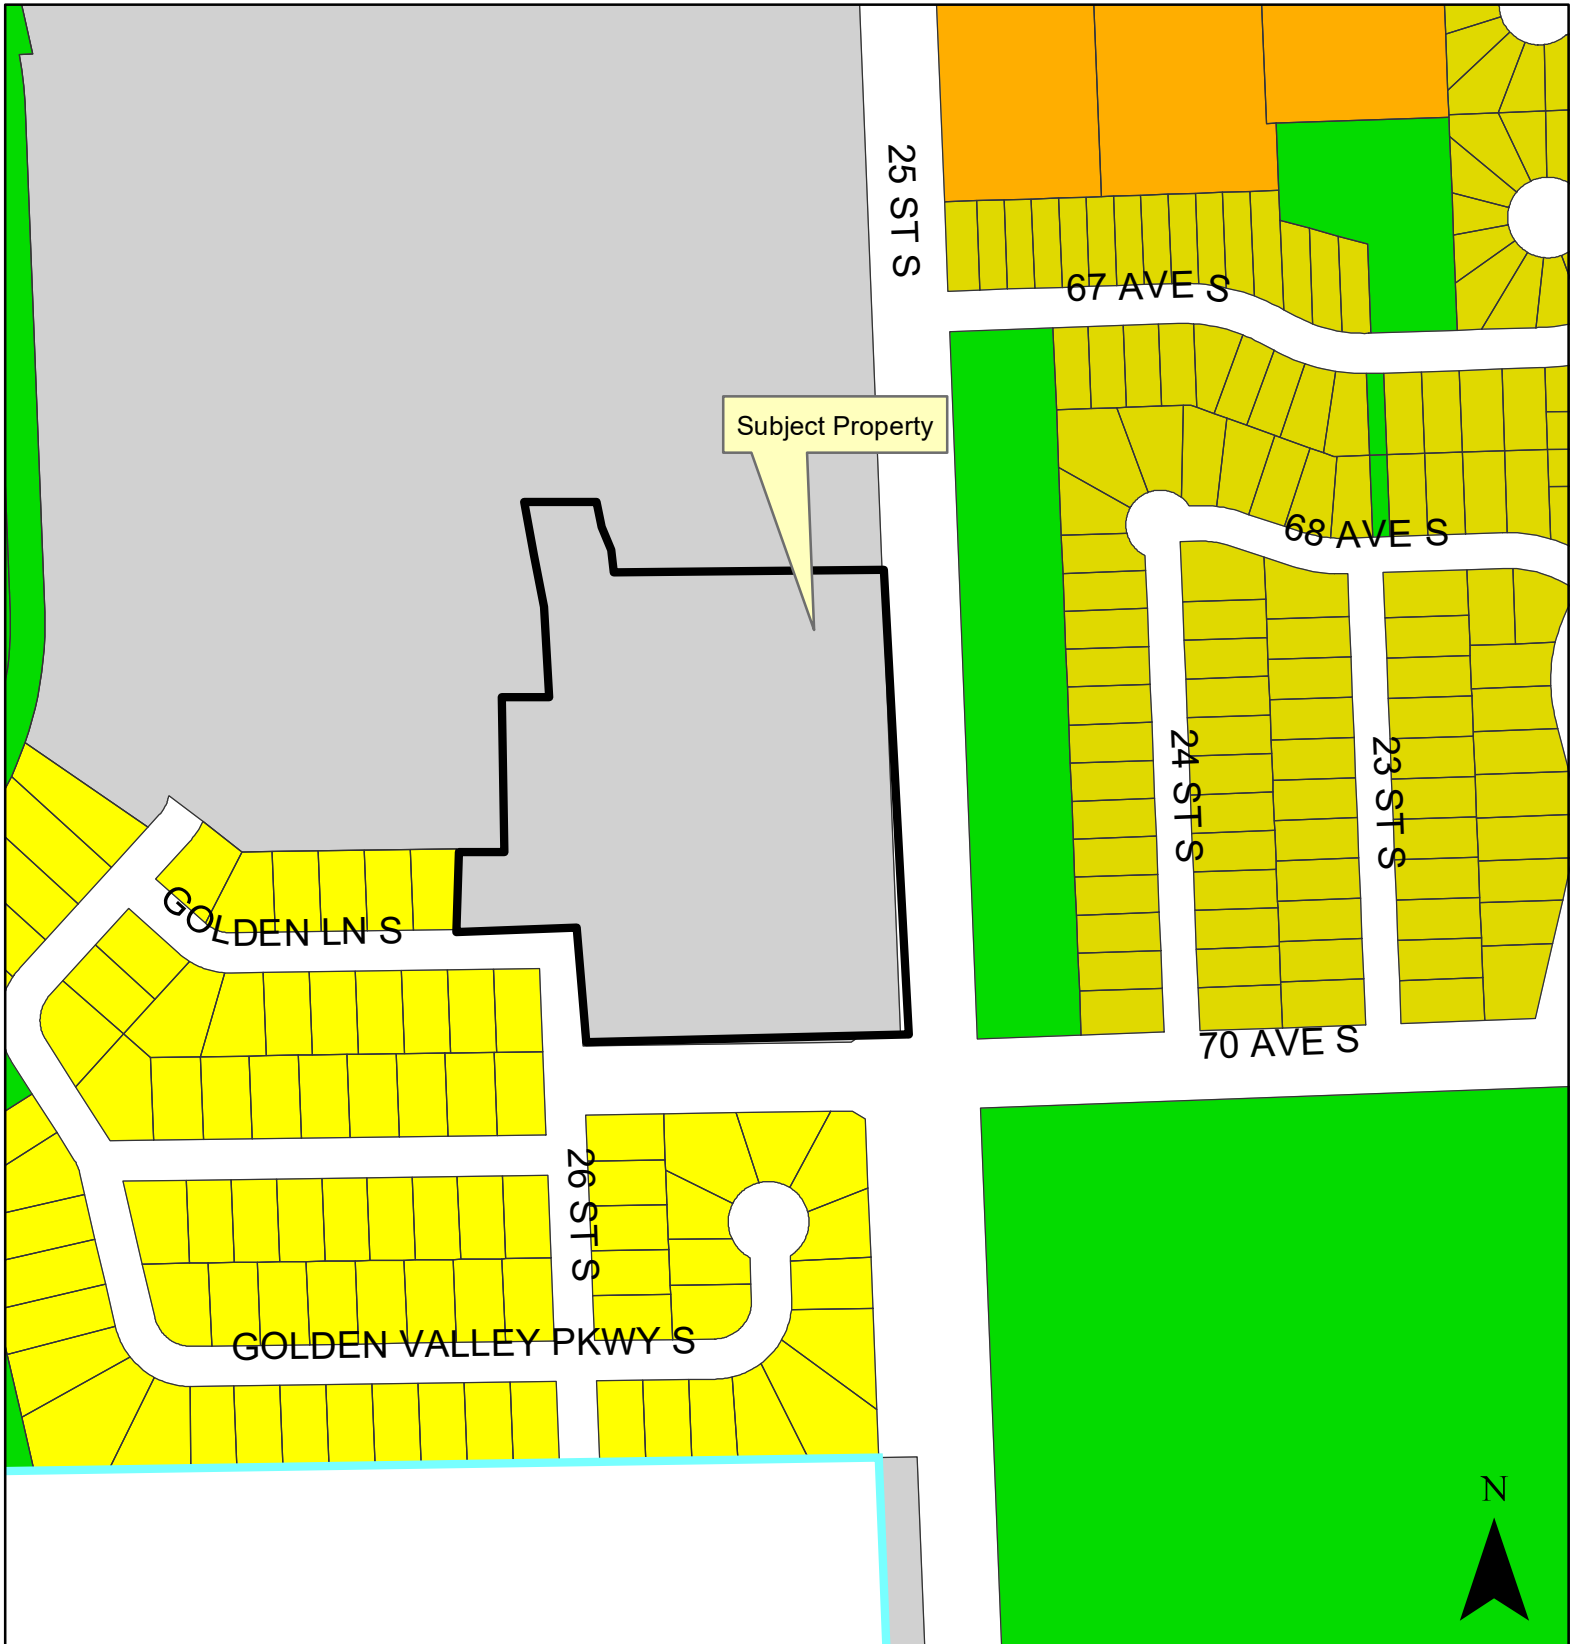 25 ST S
67 AVE S
Subject Property
68 AVE S
24 ST S
23 ST S
GOLDEN LN S
70 AVE S
26 ST S
GOLDEN VALLEY PKWY S
N